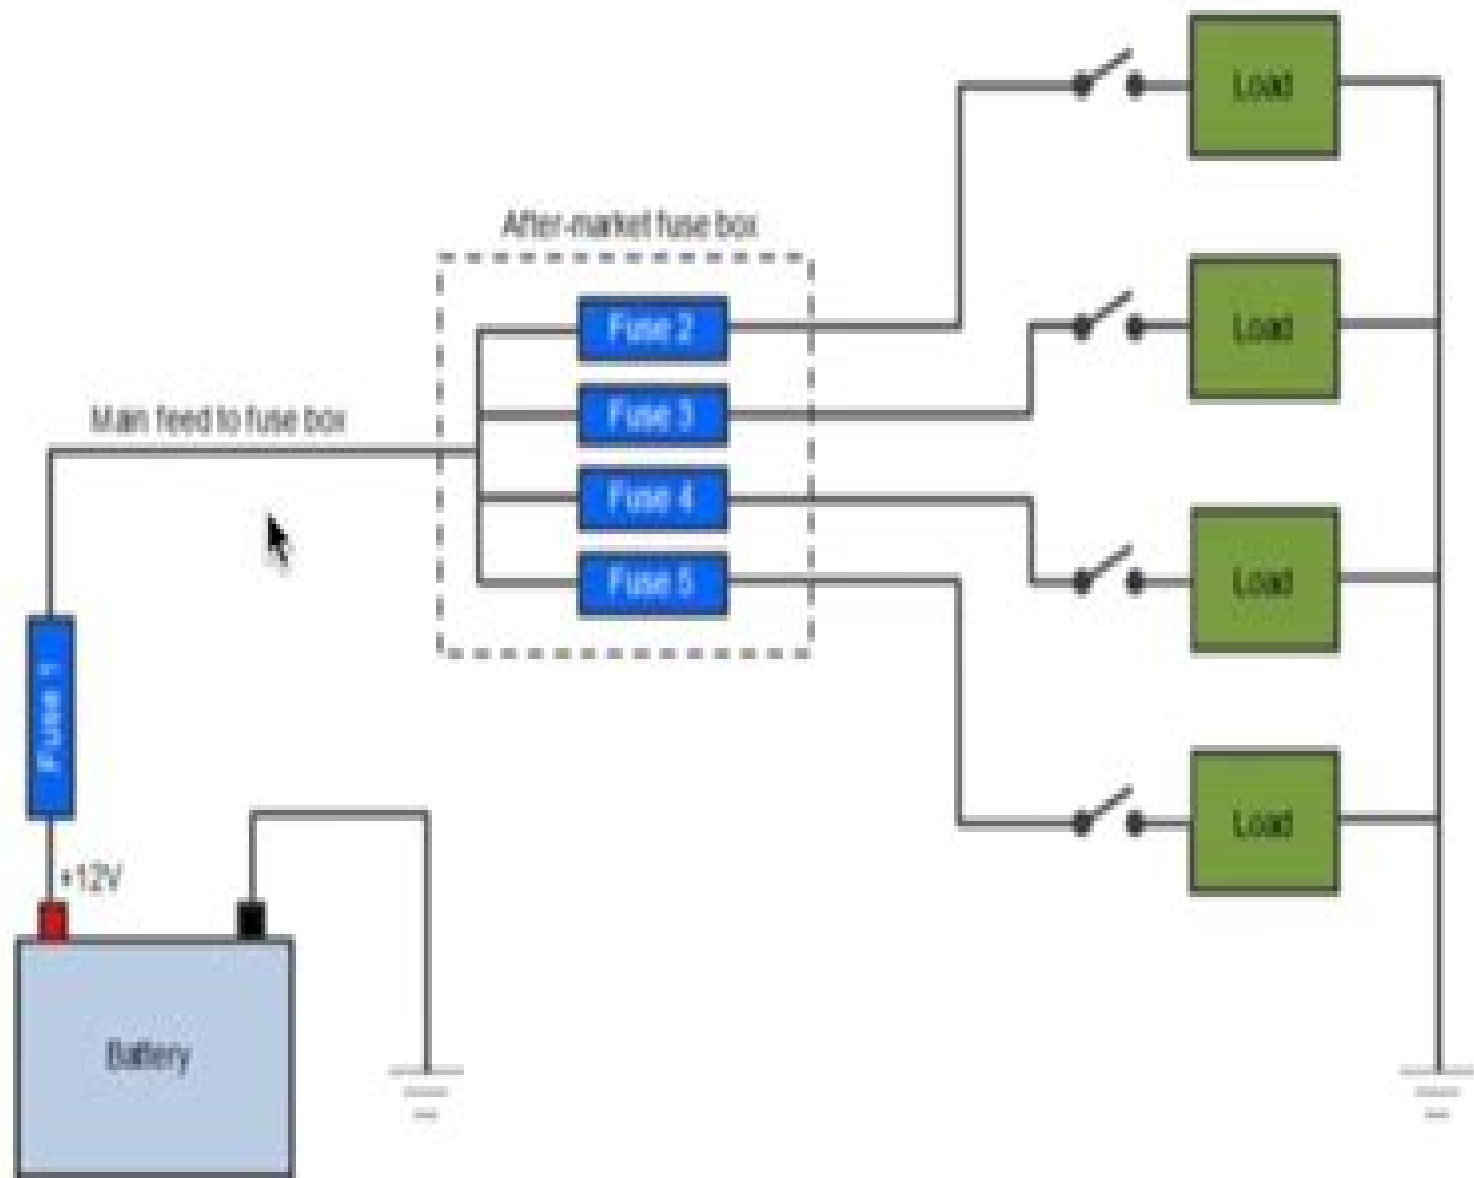 Load
After-market fuse box
Fuse 2
Load
Main feed to fuse box
Fuse 3
Fuse 4
Fuse 5
Load
Fuse 1
Load
+12V
Battery